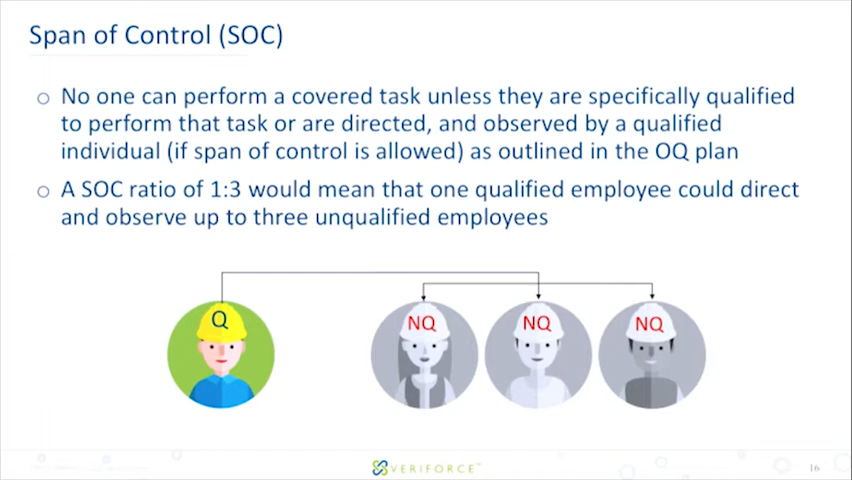 Span of Control (SOC)
No one can perform a covered task unless they are specifically qualified
to perform that task or are directed, and observed by a qualified
individual (if span of control is allowed) as outlined in the OQ plan
A SOC ratio of 1:3 would mean that one qualified employee could direct
and observe up to three unqualified employees
Q
NQ
NQ
NQ
VERIFORCE™
16